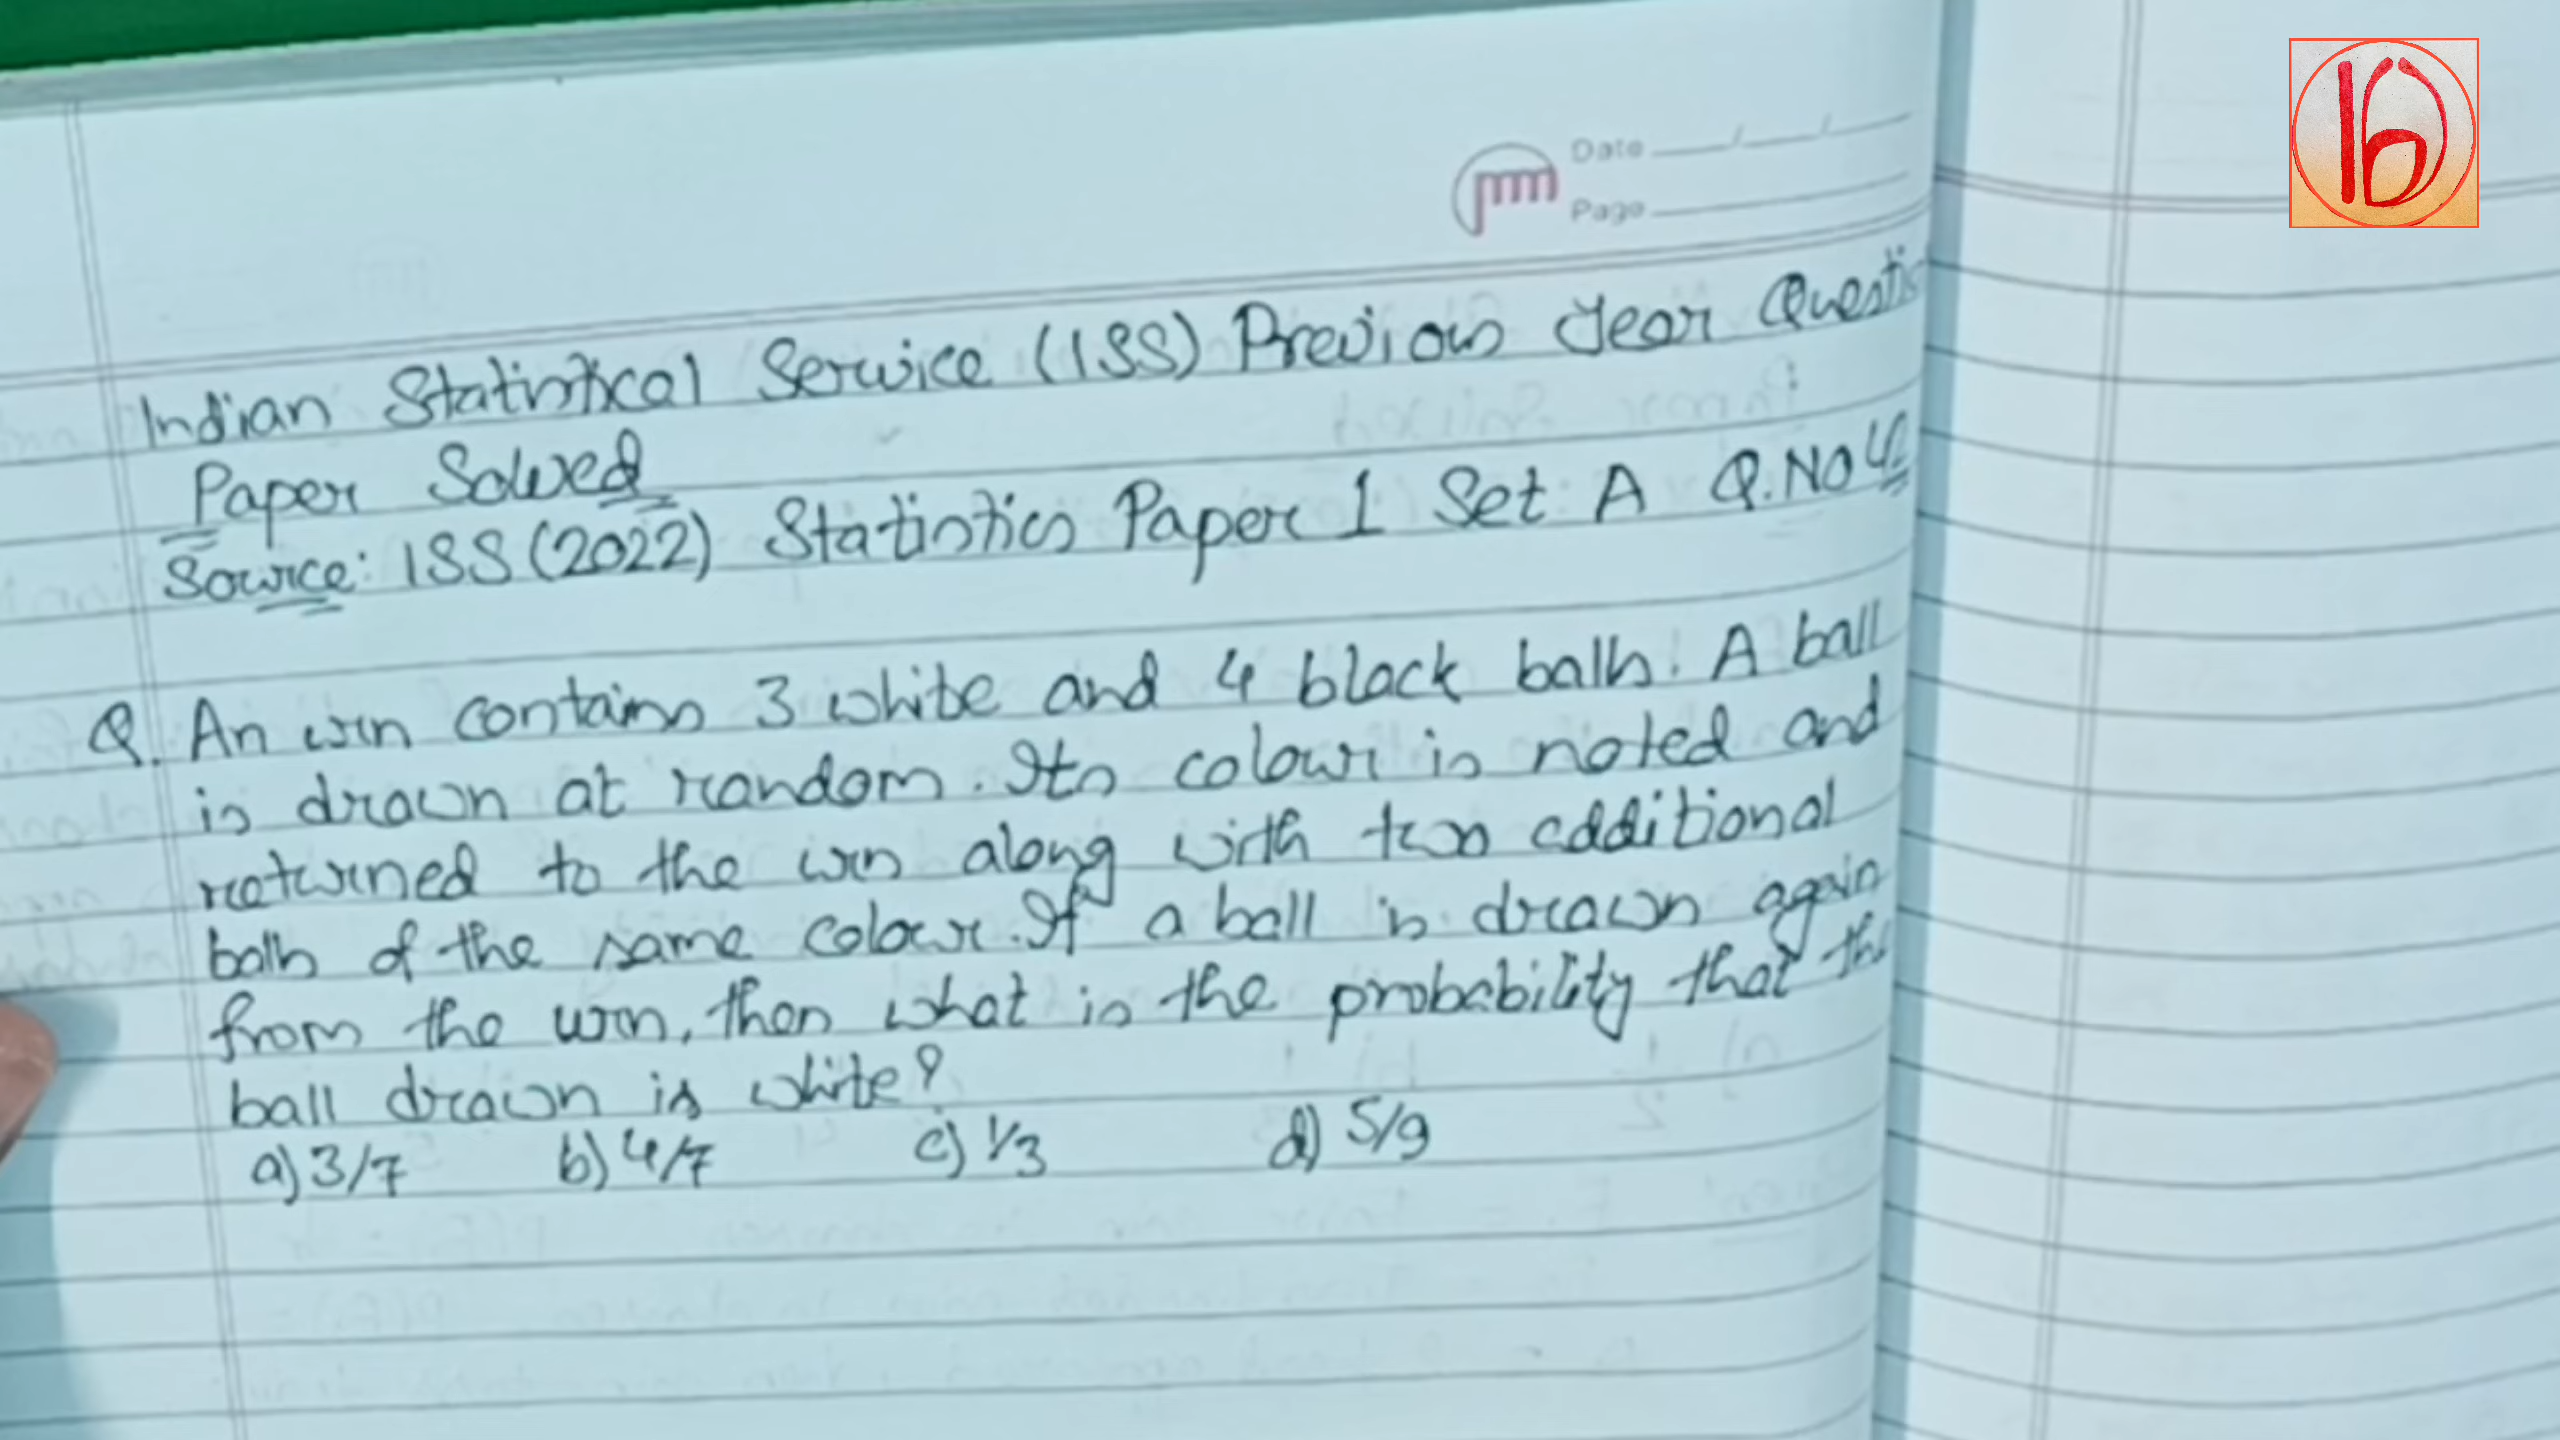 Date
Page
Indian Statistical Service (ISS) Previous Year
Paper Solved
Source: ISS (2022) Statistics Paper 1 Set A Q.No
Q. An urn contains 3 white and 4 black balls. A ball
is drawn at random. Its colour is noted and
returned to the urn along with two additional
balls of the same colour. If a ball is drawn again
from the urn, then what is the probability that the
ball drawn is white?
a) 3/7 b) 4/7 c) 1/3 d) 5/9